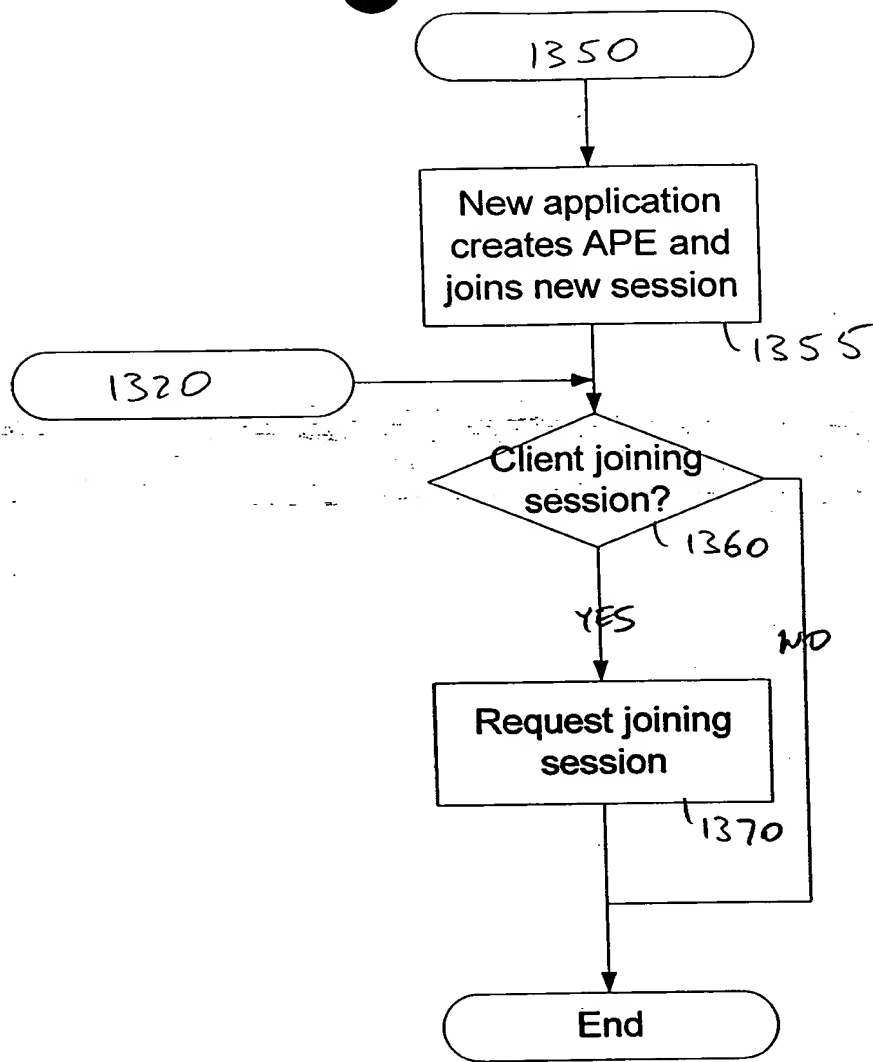 1350
New application
creates APE and
joins new session
1355
1320
Client joining
session?
1360
YES
NO
Request joining
session
1370
End